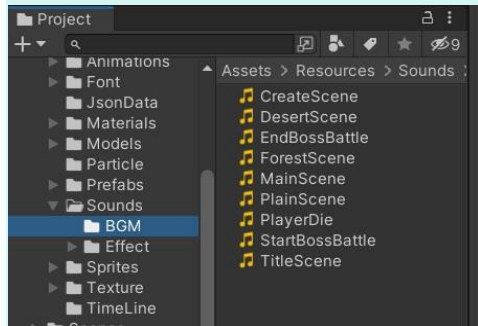 Project
9
Animations
Font
JsonData
Materials
Models
Particle
Prefabs
Sounds
BGM
Effect
Sprites
Texture
TimeLine
Assets > Resources > Sounds
CreateScene
DesertScene
EndBossBattle
ForestScene
MainScene
PlainScene
PlayerDie
StartBossBattle
TitleScene